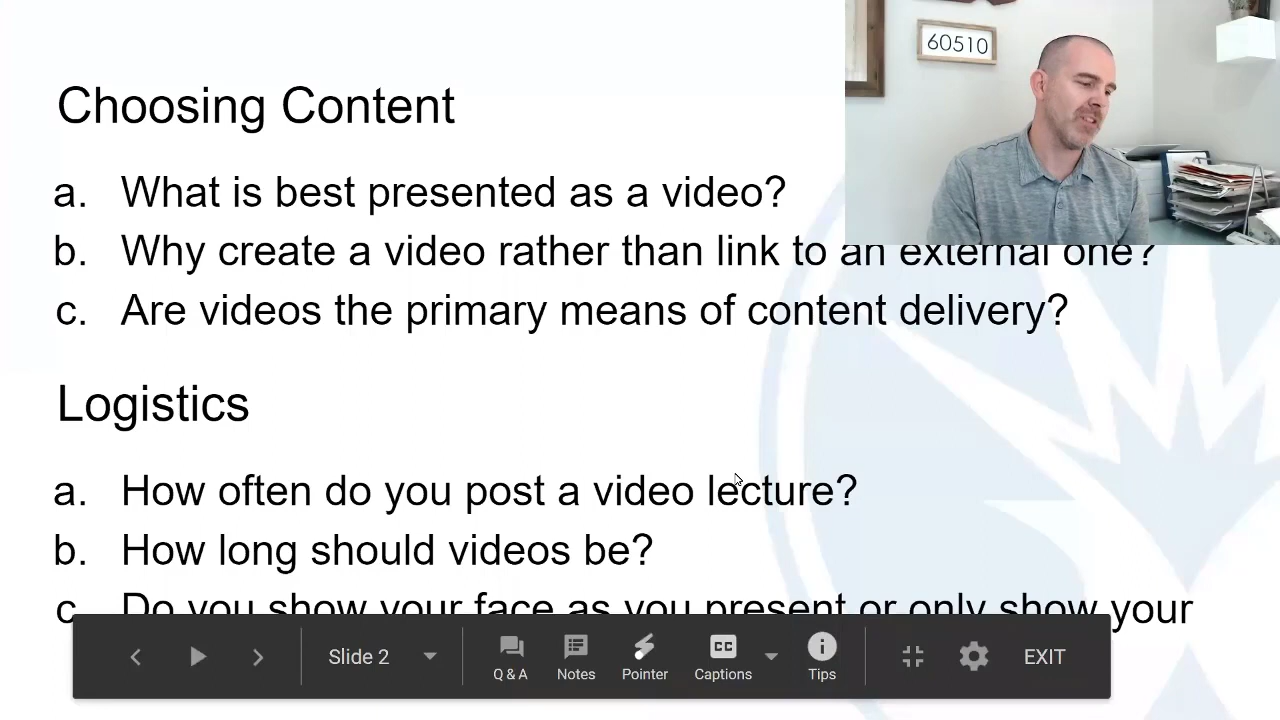 60510
Choosing Content
a. What is best presented as a video?
b. Why create a video rather than link to an external one?
c. Are videos the primary means of content delivery?
Logistics
a. How often do you post a video lecture?
b. How long should videos be?
c. Do you show your face as you present or only show your
Slide 2
Q & A
Notes
Pointer
CC
Captions
Tips
EXIT